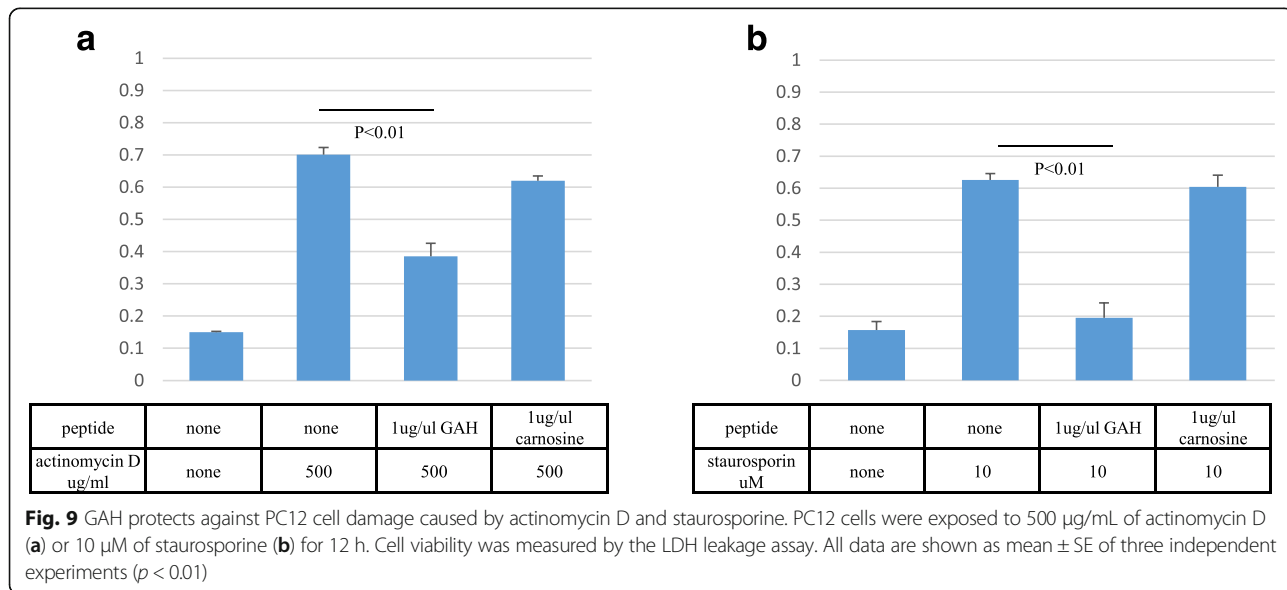 a
1
0.9
0.8
0.7
0.6
0.5
0.4
0.3
0.2
0.1
0
P<0.01
peptide none none 1ug/ul GAH 1ug/ul carnosine
actinomycin D ug/ml none 500 500 500
b
1
0.9
0.8
0.7
0.6
0.5
0.4
0.3
0.2
0.1
0
P<0.01
peptide none none 1ug/ul GAH 1ug/ul carnosine
staurosporin uM none 10 10 10
Fig. 9 GAH protects against PC12 cell damage caused by actinomycin D and staurosporine. PC12 cells were exposed to 500 μg/mL of actinomycin D
(a) or 10 μM of staurosporine (b) for 12 h. Cell viability was measured by the LDH leakage assay. All data are shown as mean ± SE of three independent
experiments (p < 0.01)